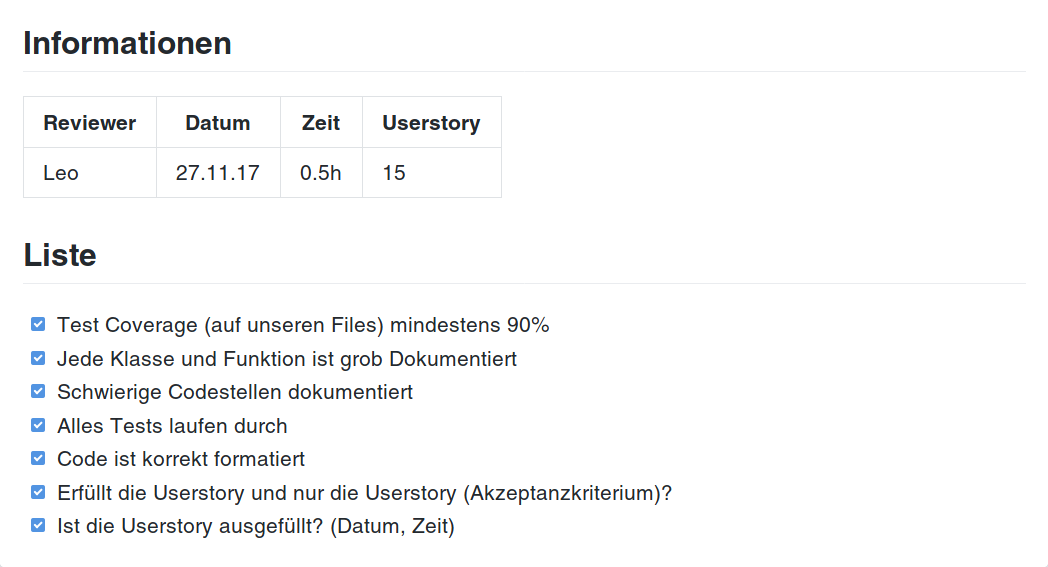 Informationen
Reviewer Datum Zeit Userstory
Leo 27.11.17 0.5h 15
Liste
Test Coverage (auf unseren Files) mindestens 90%
Jede Klasse und Funktion ist grob Dokumentiert
Schwierige Codestellen dokumentiert
Alles Tests laufen durch
Code ist korrekt formatiert
Erfüllt die Userstory und nur die Userstory (Akzeptanzkriterium)?
Ist die Userstory ausgefüllt? (Datum, Zeit)